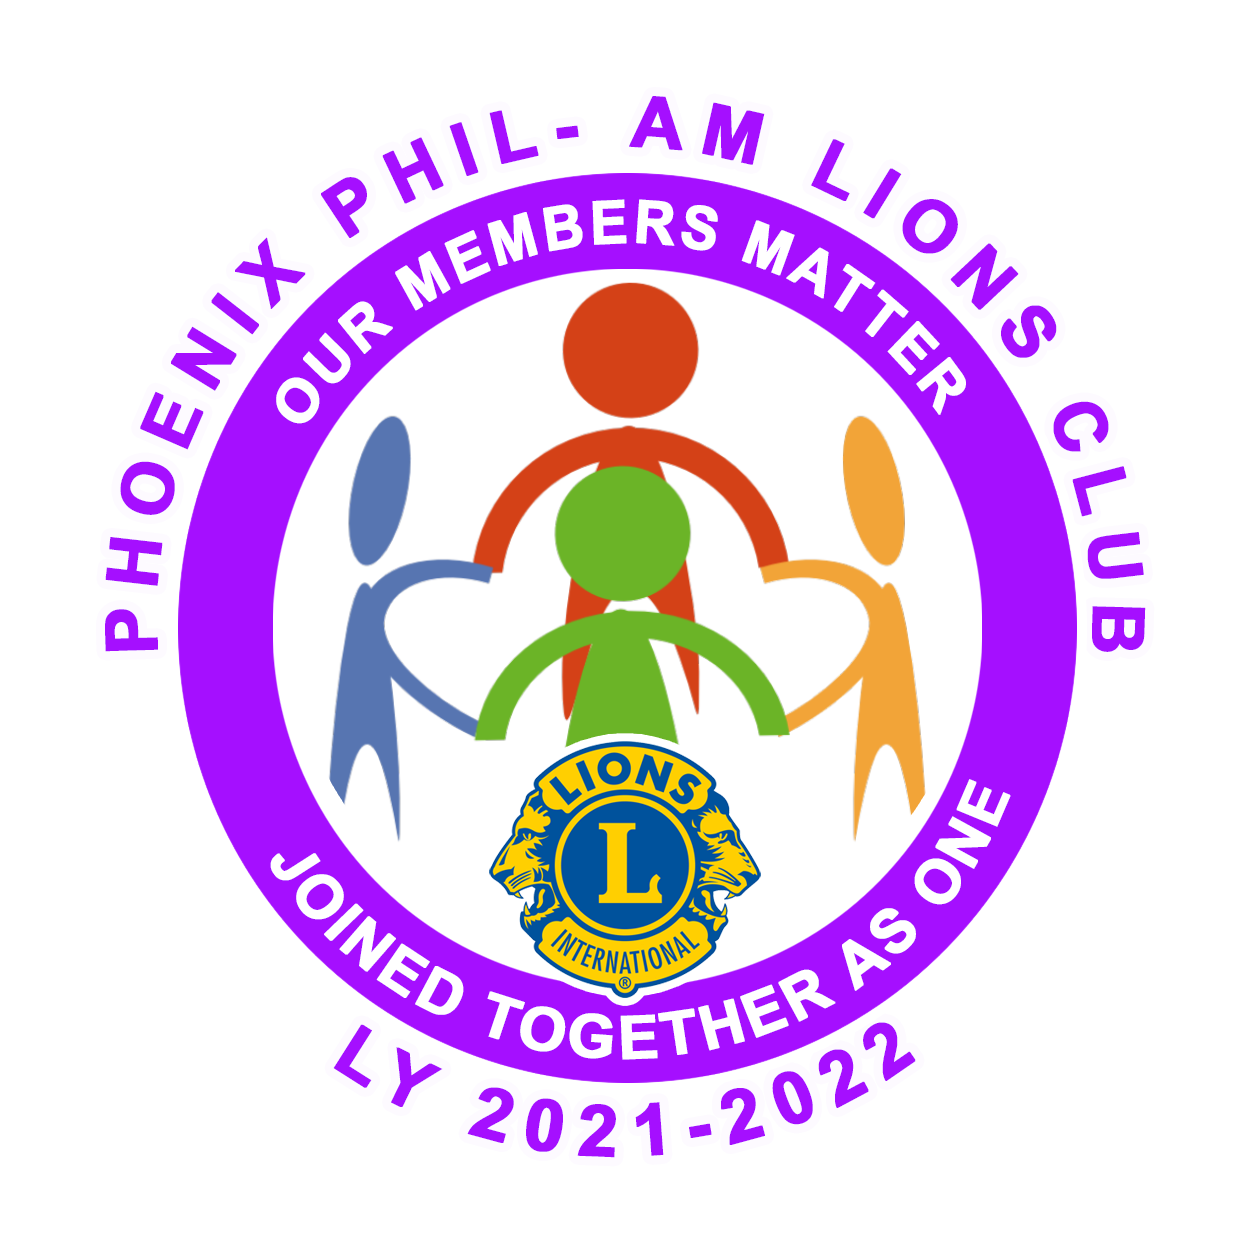 PHOENIX PHIL- AM LIONS CLUB
OUR MEMBERS MATTER
LIONS
L
INTERNATIONAL
®
JOINED TOGETHER AS ONE
LY 2021-2022